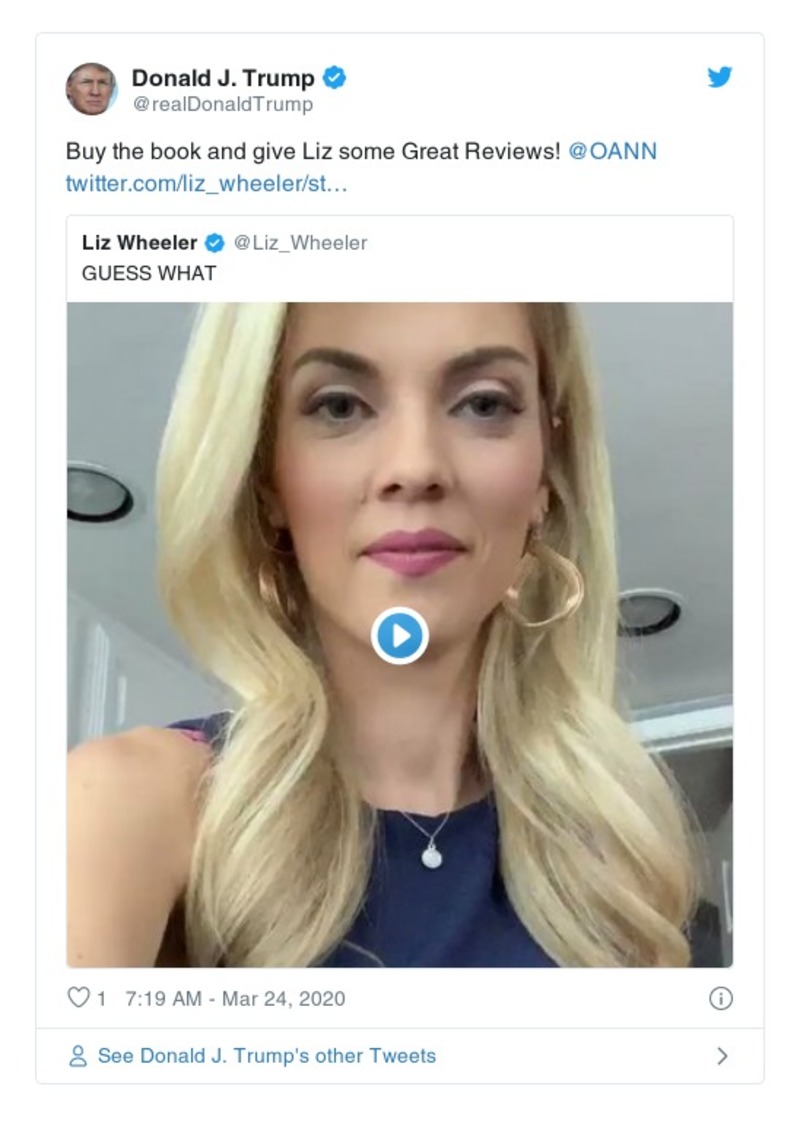 Donald J. Trump
@realDonaldTrump
Buy the book and give Liz some Great Reviews! @OANN
twitter.com/liz_wheeler/st…
Liz Wheeler @Liz_Wheeler
GUESS WHAT
1 7:19 AM - Mar 24, 2020
See Donald J. Trump's other Tweets